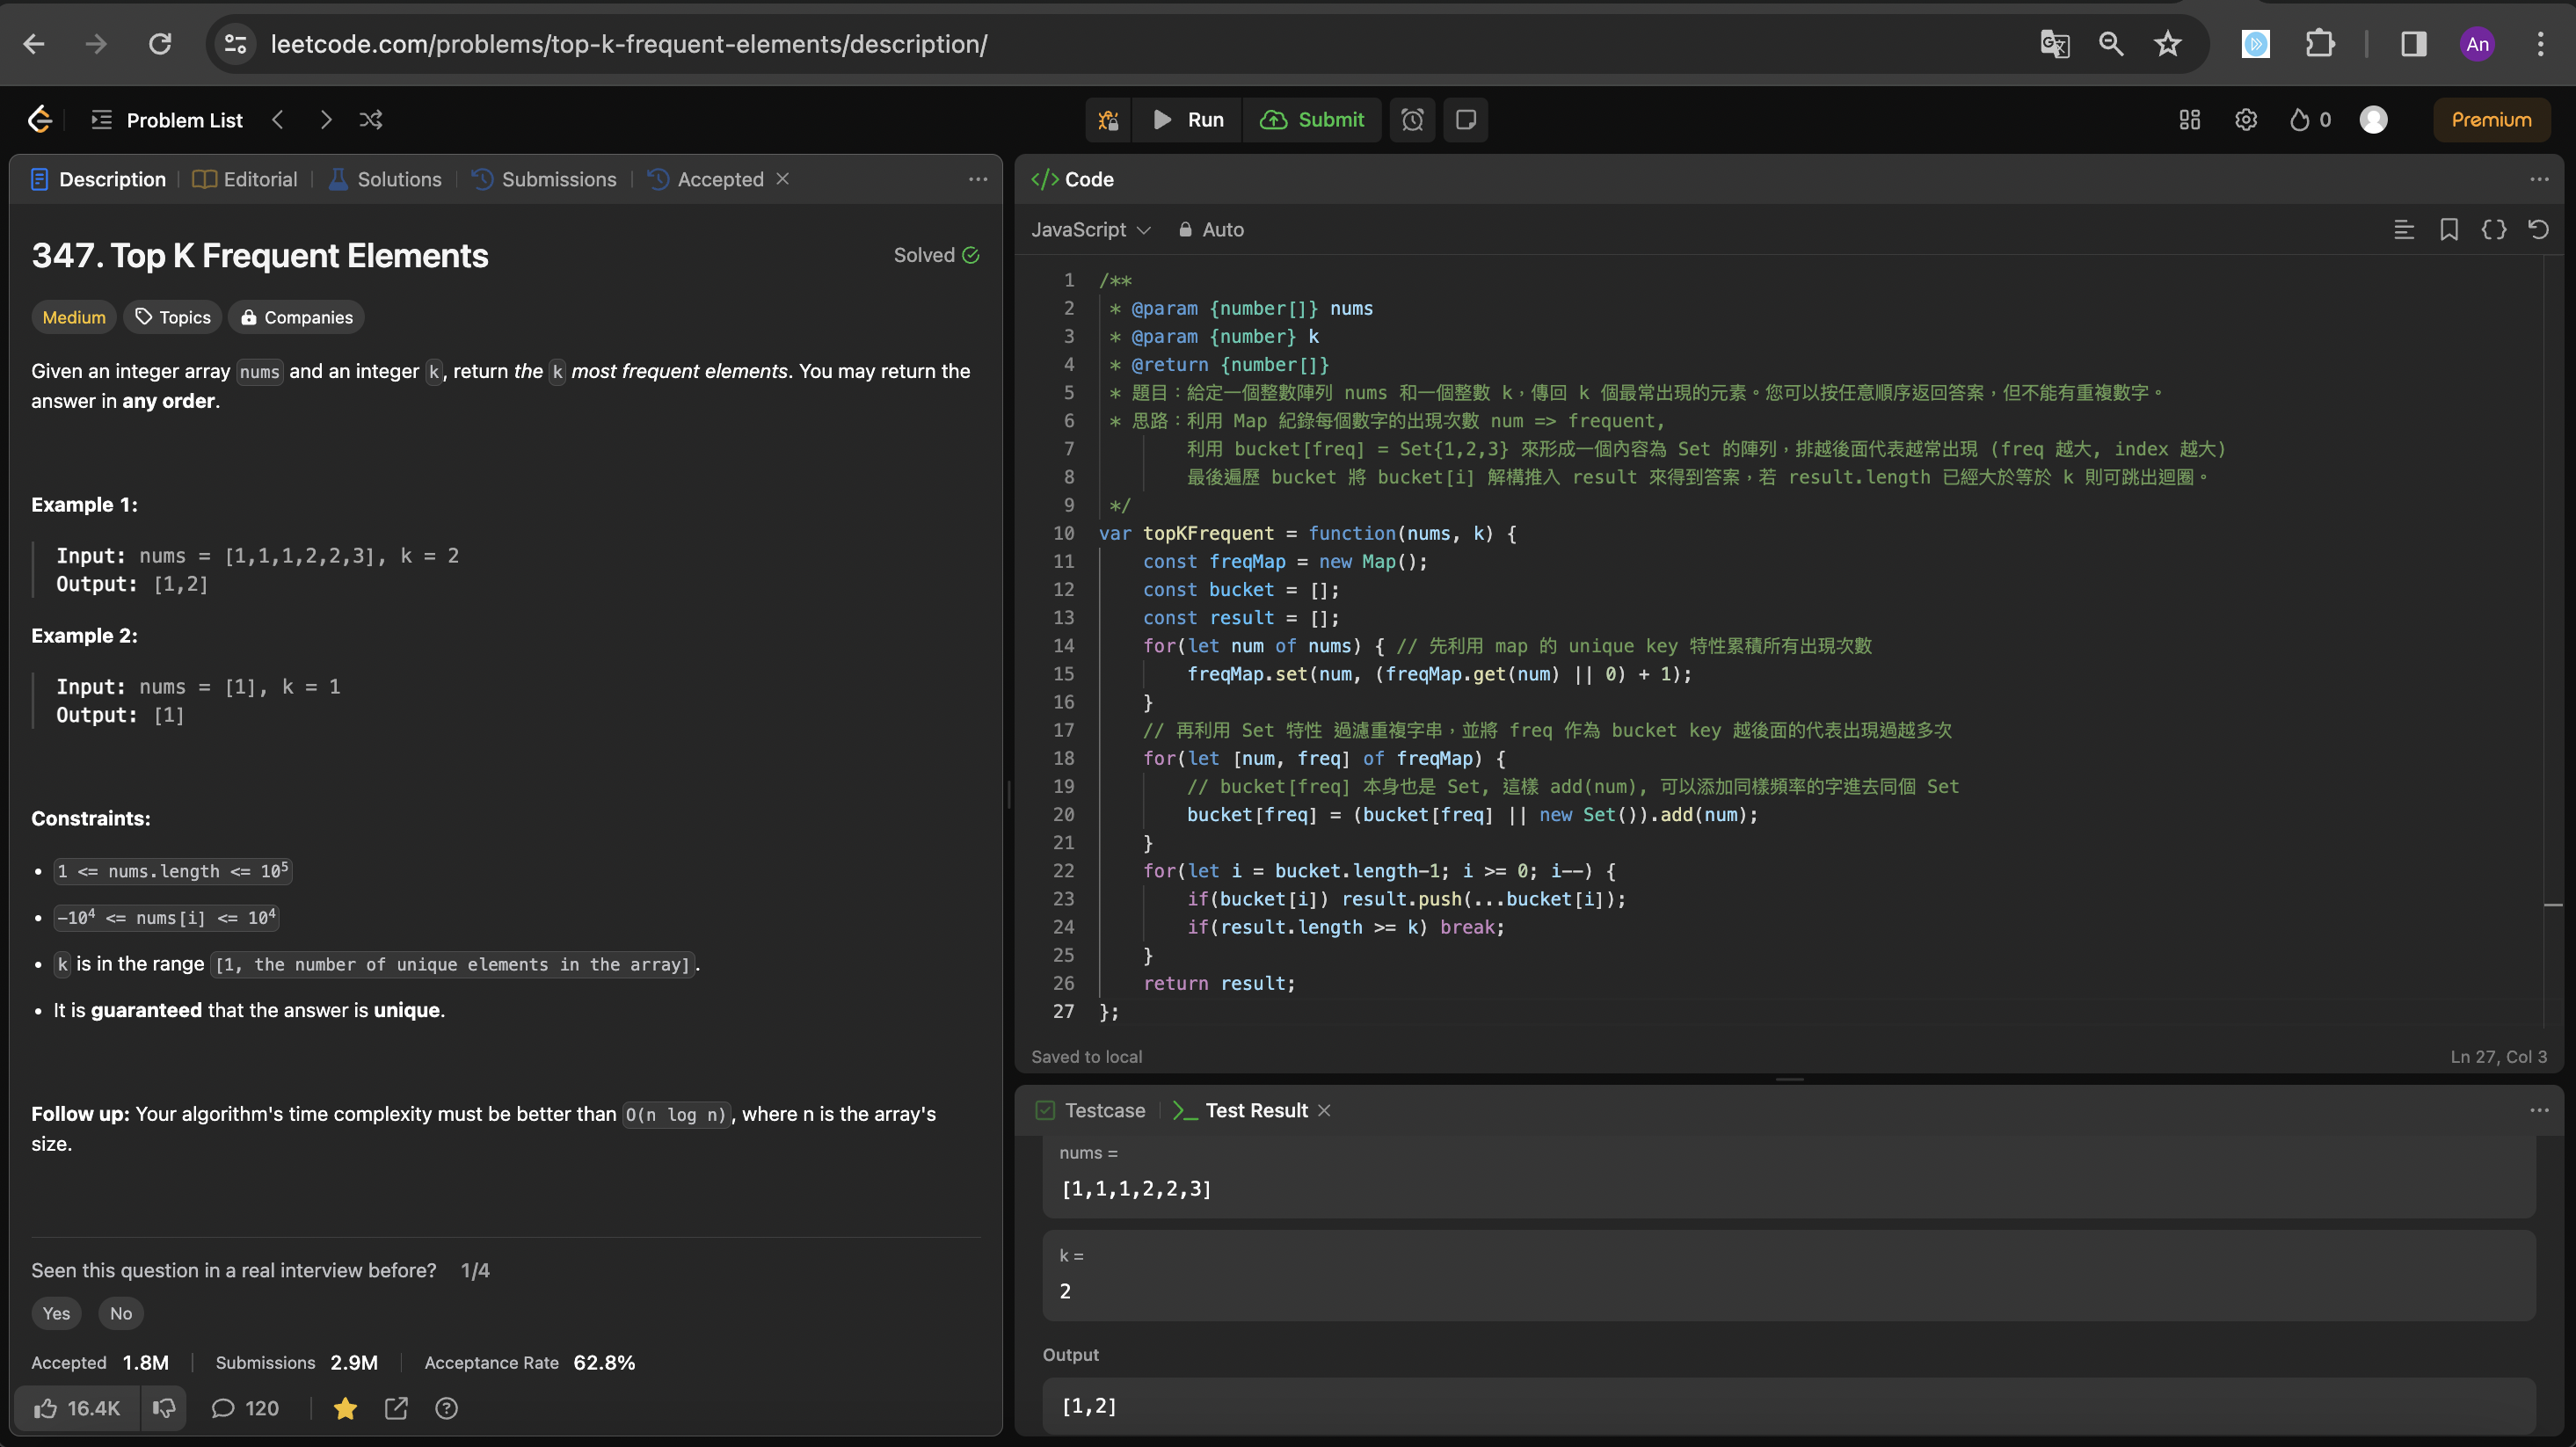 leetcode.com/problems/top-k-frequent-elements/description/
An
Problem List
Run
Submit
0
Premium
Description
Editorial
Solutions
Submissions
Accepted
347. Top K Frequent Elements
Solved
Medium
Topics
Companies
Given an integer array nums and an integer k, return the k most frequent elements. You may return the
answer in any order.
Example 1:
Input: nums = [1,1,1,2,2,3], k = 2
Output: [1,2]
Example 2:
Input: nums = [1], k = 1
Output: [1]
Constraints:
• 1 <= nums.length <= 10⁵
• -10⁴ <= nums[i] <= 10⁴
• k is in the range [1, the number of unique elements in the array].
• It is guaranteed that the answer is unique.
Follow up: Your algorithm's time complexity must be better than O(n log n), where n is the array's
size.
Seen this question in a real interview before? 1/4
Yes
No
Accepted 1.8M
Submissions 2.9M
Acceptance Rate 62.8%
16.4K
120
</> Code
JavaScript
Auto
1 /**
2 * @param {number[]} nums
3 * @param {number} k
4 * @return {number[]}
5 * 題目：給定一個整數陣列 nums 和一個整數 k，傳回 k 個最常出現的元素。您可以按任意順序返回答案，但不能有重複數字。
6 * 思路：利用 Map 紀錄每個數字的出現次數 num => frequent,
7 利用 bucket[freq] = Set{1,2,3} 來形成一個內容為 Set 的陣列，排越後面代表越常出現 (freq 越大, index 越大)
8 最後遍歷 bucket 將 bucket[i] 解構推入 result 來得到答案，若 result.length 已經大於等於 k 則可跳出迴圈。
9 */
10 var topKFrequent = function(nums, k) {
11 const freqMap = new Map();
12 const bucket = [];
13 const result = [];
14 for(let num of nums) { // 先利用 map 的 unique key 特性累積所有出現次數
15 freqMap.set(num, (freqMap.get(num) || 0) + 1);
16 }
17 // 再利用 Set 特性 過濾重複字串，並將 freq 作為 bucket key 越後面的代表出現過越多次
18 for(let [num, freq] of freqMap) {
19 // bucket[freq] 本身也是 Set, 這樣 add(num), 可以添加同樣頻率的字進去同個 Set
20 bucket[freq] = (bucket[freq] || new Set()).add(num);
21 }
22 for(let i = bucket.length-1; i >= 0; i--) {
23 if(bucket[i]) result.push(...bucket[i]);
24 if(result.length >= k) break;
25 }
26 return result;
27 };
Saved to local
Ln 27, Col 3
Testcase
>_ Test Result
nums =
[1,1,1,2,2,3]
k =
2
Output
[1,2]